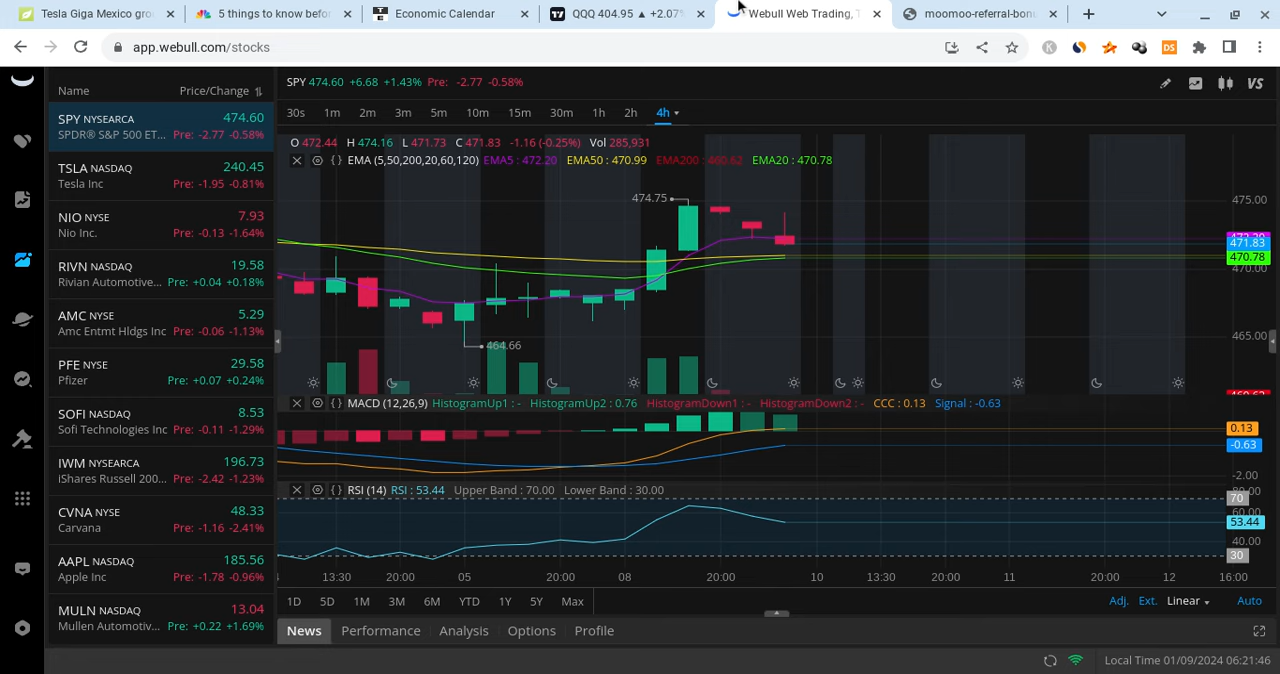 Tesla Giga Mexico gro
5 things to know befor
Economic Calendar
QQQ 404.95 ▲ +2.07%
Webull Web Trading, T
moomoo-referral-bonu
app.webull.com/stocks
Name Price/Change
SPY NYSEARCA 474.60
SPDR® S&P 500 ET... Pre: -2.77 -0.58%
TSLA NASDAQ 240.45
Tesla Inc Pre: -1.95 -0.81%
NIO NYSE 7.93
Nio Inc. Pre: -0.13 -1.64%
RIVN NASDAQ 19.58
Rivian Automotive... Pre: +0.04 +0.18%
AMC NYSE 5.29
Amc Entmt Hldgs Inc Pre: -0.06 -1.13%
PFE NYSE 29.58
Pfizer Pre: +0.07 +0.24%
SOFI NASDAQ 8.53
Sofi Technologies Inc Pre: -0.11 -1.29%
IWM NYSEARCA 196.73
iShares Russell 200... Pre: -2.42 -1.23%
CVNA NYSE 48.33
Carvana Pre: -1.16 -2.41%
AAPL NASDAQ 185.56
Apple Inc Pre: -1.78 -0.96%
MULN NASDAQ 13.04
Mullen Automotiv... Pre: +0.22 +1.69%
SPY 474.60 +6.68 +1.43% Pre: -2.77 -0.58%
VS
30s 1m 2m 3m 5m 10m 15m 30m 1h 2h 4h
O 472.44 H 474.16 L 471.73 C 471.83 -1.16 (-0.25%) Vol 285,931
EMA (5,50,200,20,60,120) EMA5 : 472.20 EMA50 : 470.99 EMA200 : 460.62 EMA20 : 470.78
474.75
464.66
475.00
471.83
470.78
470.00
465.00
MACD (12,26,9) HistogramUp1 : - HistogramUp2 : 0.76 HistogramDown1 : - HistogramDown2 : - CCC : 0.13 Signal : -0.63
0.13
-0.63
-2.00
RSI (14) RSI : 53.44 Upper Band : 70.00 Lower Band : 30.00
80.00
70
60.00
53.44
40.00
30
13:30 20:00 05 20:00 08 20:00 10 13:30 20:00 11 20:00 12 16:00
1D 5D 1M 3M 6M YTD 1Y 5Y Max
Adj. Ext. Linear Auto
News Performance Analysis Options Profile
Local Time 01/09/2024 06:21:46